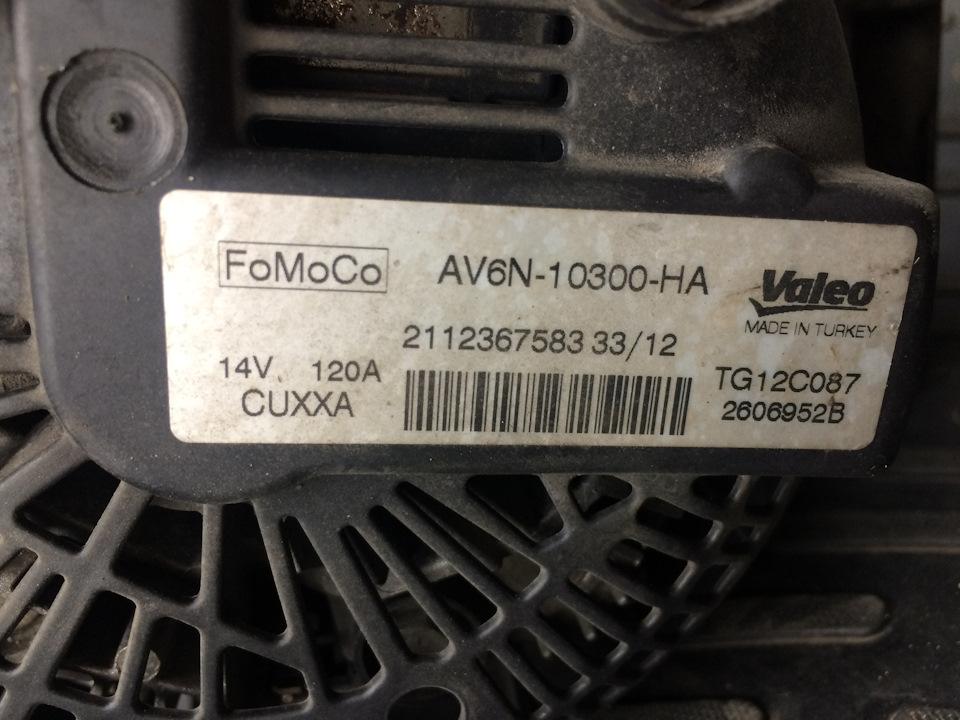 FoMoCo AV6N-10300-HA Valeo
MADE IN TURKEY
2112367583 33/12
14V 120A TG12C087
CUXXA 2606952B